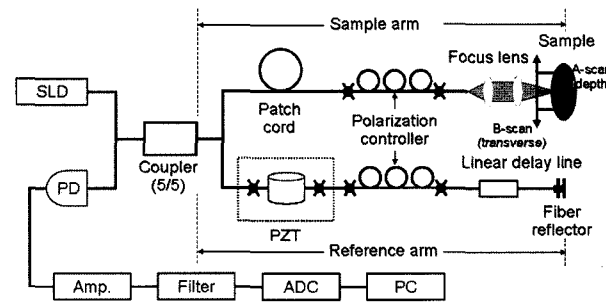 Sample arm
Sample
Focus lens
A-scan
(depth)
SLD
Patch
cord
Polarization
controller
B-scan
(transverse)
Coupler
(5/5)
Linear delay line
PD
PZT
Fiber
reflector
Reference arm
Amp.
Filter
ADC
PC